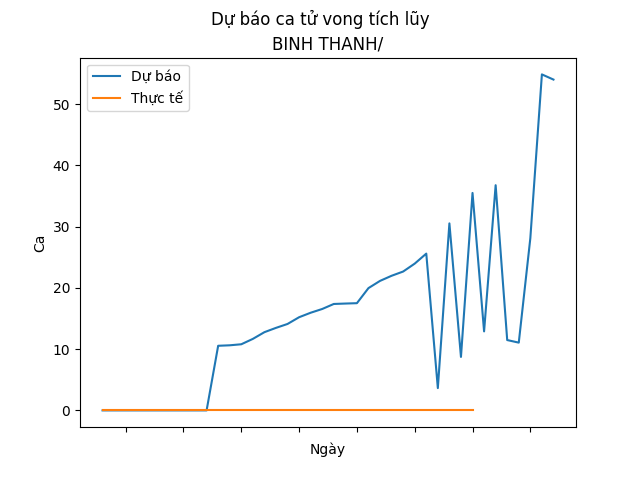 Dự báo ca tử vong tích lũy
BINH THANH/
Dự báo
Thực tế
50
40
30
20
10
0
Ca
Ngày